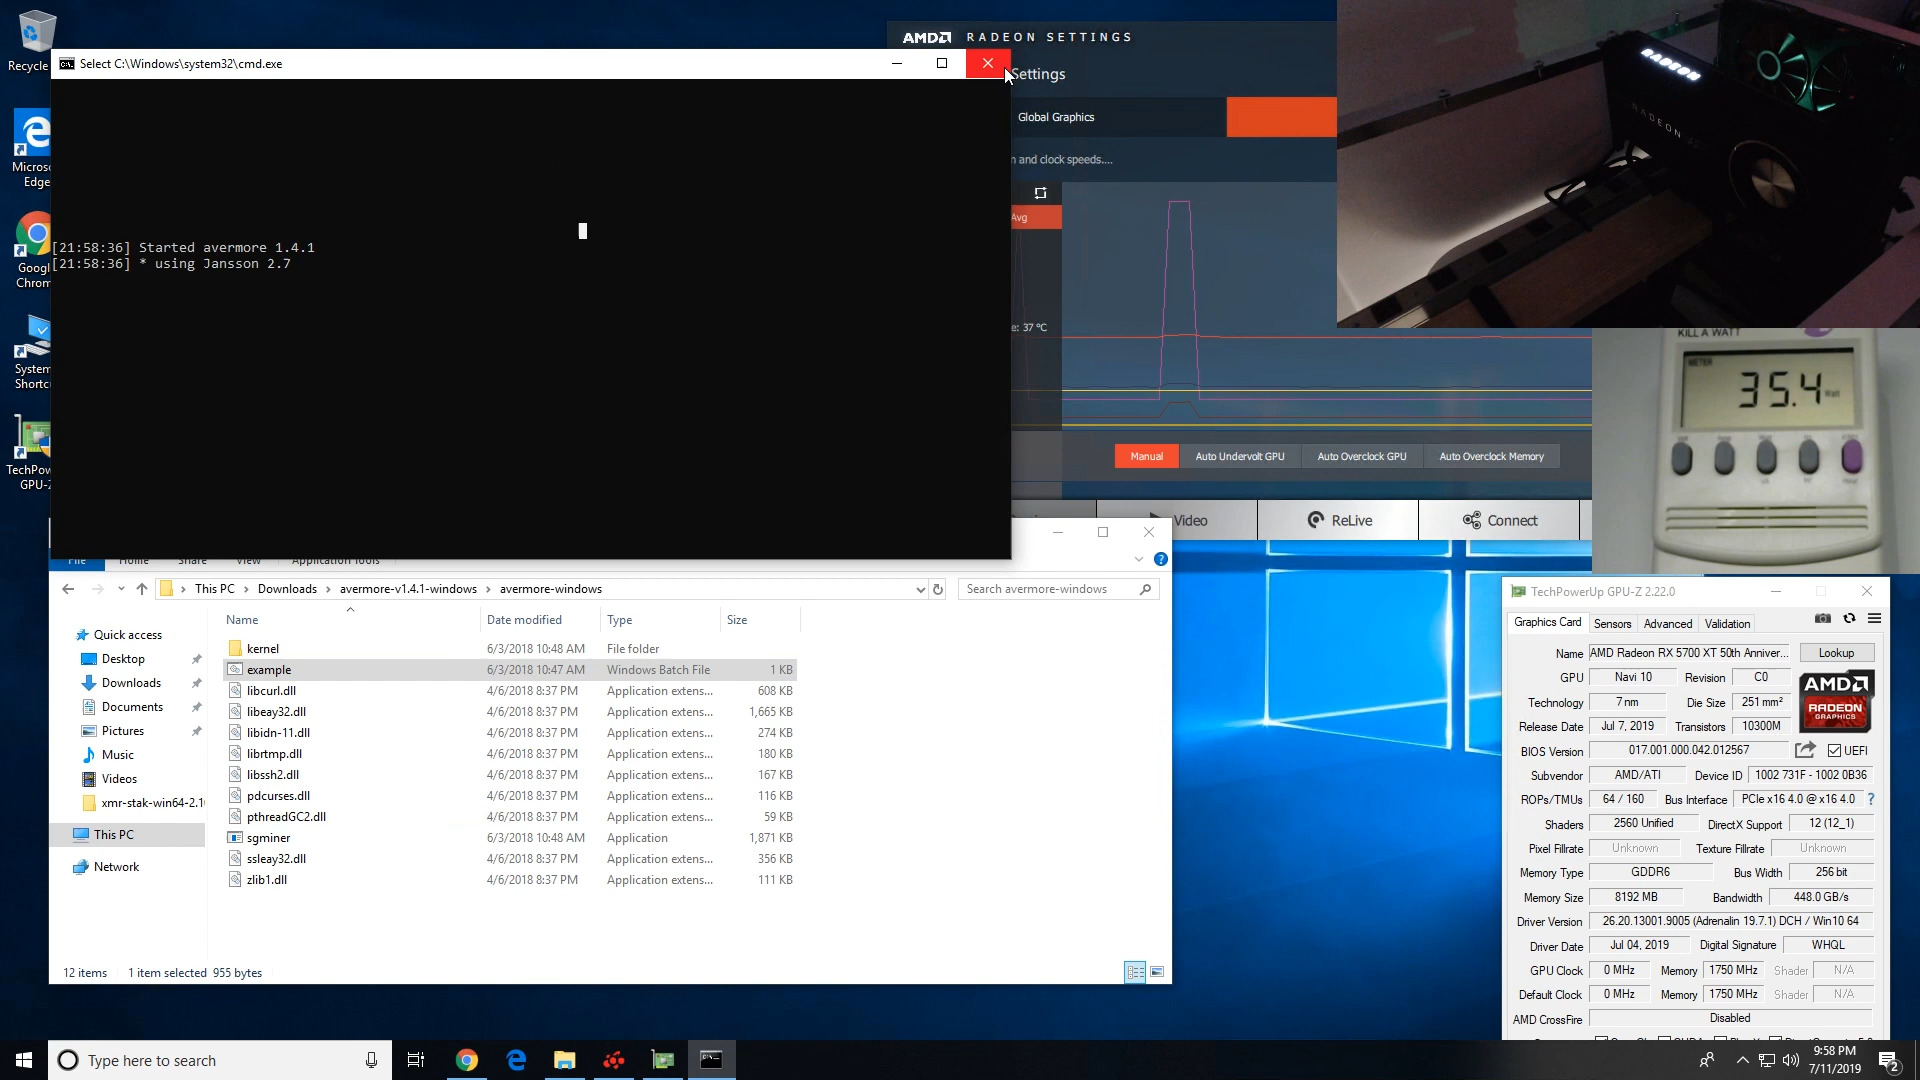 Recycle
Microso
Edge
Googl
Chrom
System
Shortc
TechPow
GPU-Z
Select C:\Windows\system32\cmd.exe
[21:58:36] Started avermore 1.4.1
[21:58:36] * using Jansson 2.7
AMD RADEON SETTINGS
Settings
Global Graphics
n and clock speeds....
Avg
e: 37 °C
Manual
Auto Undervolt GPU
Auto Overclock GPU
Auto Overclock Memory
Video
ReLive
Connect
RADEON
RADEON
KILL A WATT
METER
35.4 Watt
File
Home
Share
View
Application Tools
This PC > Downloads > avermore-v1.4.1-windows > avermore-windows
Search avermore-windows
Quick access
Desktop
Downloads
Documents
Pictures
Music
Videos
xmr-stak-win64-2.1
This PC
Network
Name Date modified Type Size
kernel 6/3/2018 10:48 AM File folder
example 6/3/2018 10:47 AM Windows Batch File 1 KB
libcurl.dll 4/6/2018 8:37 PM Application extens... 608 KB
libeay32.dll 4/6/2018 8:37 PM Application extens... 1,665 KB
libidn-11.dll 4/6/2018 8:37 PM Application extens... 274 KB
librtmp.dll 4/6/2018 8:37 PM Application extens... 180 KB
libssh2.dll 4/6/2018 8:37 PM Application extens... 167 KB
pdcurses.dll 4/6/2018 8:37 PM Application extens... 116 KB
pthreadGC2.dll 4/6/2018 8:37 PM Application extens... 59 KB
sgminer 6/3/2018 10:48 AM Application 1,871 KB
ssleay32.dll 4/6/2018 8:37 PM Application extens... 356 KB
zlib1.dll 4/6/2018 8:37 PM Application extens... 111 KB
12 items 1 item selected 955 bytes
TechPowerUp GPU-Z 2.22.0
Graphics Card Sensors Advanced Validation
Name AMD Radeon RX 5700 XT 50th Anniver... Lookup
GPU Navi 10 Revision C0
AMD
RADEON
GRAPHICS
Technology 7 nm Die Size 251 mm²
Release Date Jul 7, 2019 Transistors 10300M
BIOS Version 017.001.000.042.012567 UEFI
Subvendor AMD/ATI Device ID 1002 731F - 1002 0B36
ROPs/TMUs 64 / 160 Bus Interface PCIe x16 4.0 @ x16 4.0 ?
Shaders 2560 Unified DirectX Support 12 (12_1)
Pixel Fillrate Unknown Texture Fillrate Unknown
Memory Type GDDR6 Bus Width 256 bit
Memory Size 8192 MB Bandwidth 448.0 GB/s
Driver Version 26.20.13001.9005 (Adrenalin 19.7.1) DCH / Win10 64
Driver Date Jul 04, 2019 Digital Signature WHQL
GPU Clock 0 MHz Memory 1750 MHz Shader N/A
Default Clock 0 MHz Memory 1750 MHz Shader N/A
AMD CrossFire Disabled
Type here to search
9:58 PM
7/11/2019
2